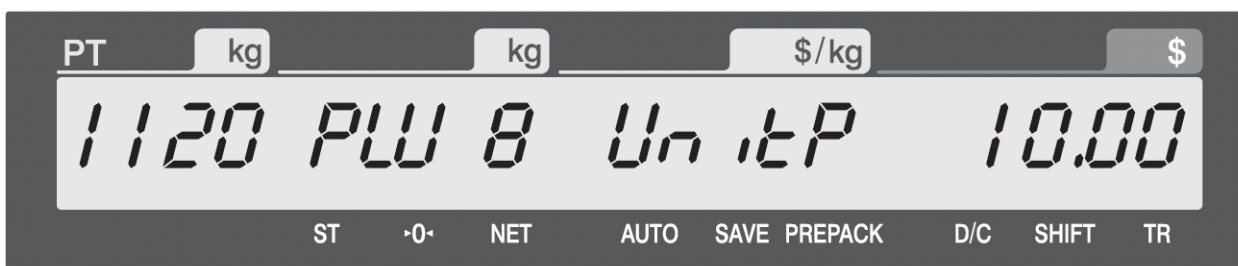 PT kg kg $/kg $
1120 PLU 8 UnitP 10.00
ST ▸0◂ NET AUTO SAVE PREPACK D/C SHIFT TR